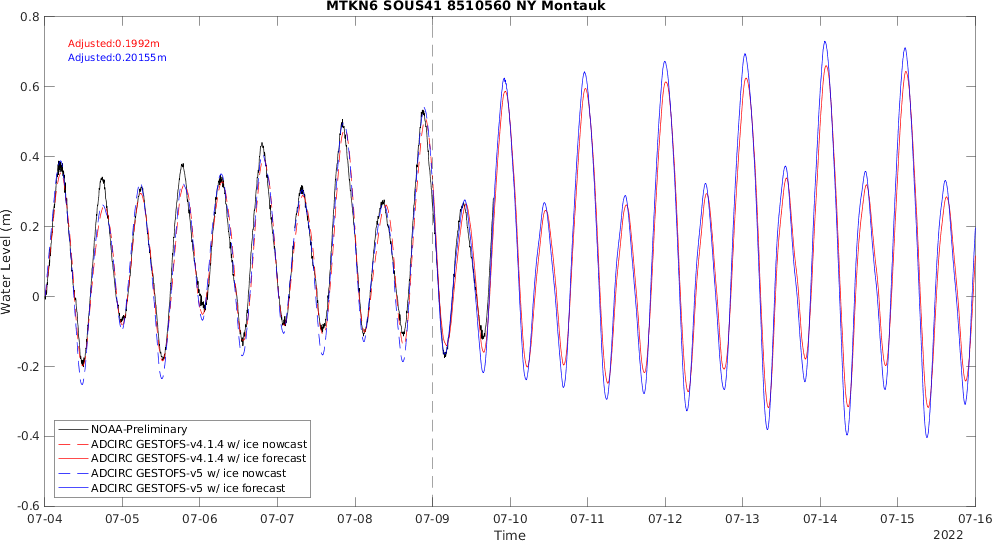 MTKN6 SOUS41 8510560 NY Montauk
Adjusted:0.1992m
Adjusted:0.20155m
Water Level (m)
0.8
0.6
0.4
0.2
0
-0.2
-0.4
-0.6
NOAA-Preliminary
ADCIRC GESTOFS-v4.1.4 w/ ice nowcast
ADCIRC GESTOFS-v4.1.4 w/ ice forecast
ADCIRC GESTOFS-v5 w/ ice nowcast
ADCIRC GESTOFS-v5 w/ ice forecast
07-04 07-05 07-06 07-07 07-08 07-09 07-10 07-11 07-12 07-13 07-14 07-15 07-16
Time
2022